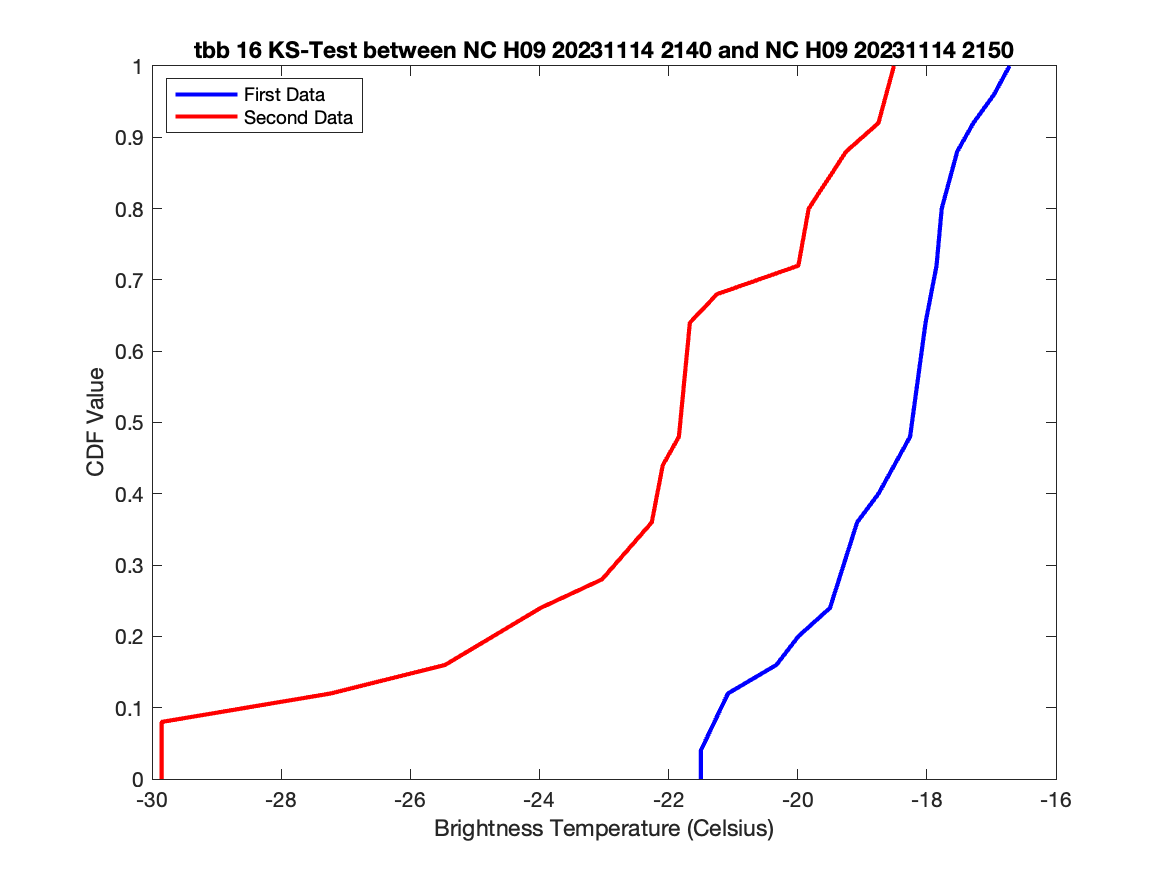 tbb 16 KS-Test between NC H09 20231114 2140 and NC H09 20231114 2150
First Data
Second Data
1
0.9
0.8
0.7
0.6
0.5
0.4
0.3
0.2
0.1
0
CDF Value
-30 -28 -26 -24 -22 -20 -18 -16
Brightness Temperature (Celsius)